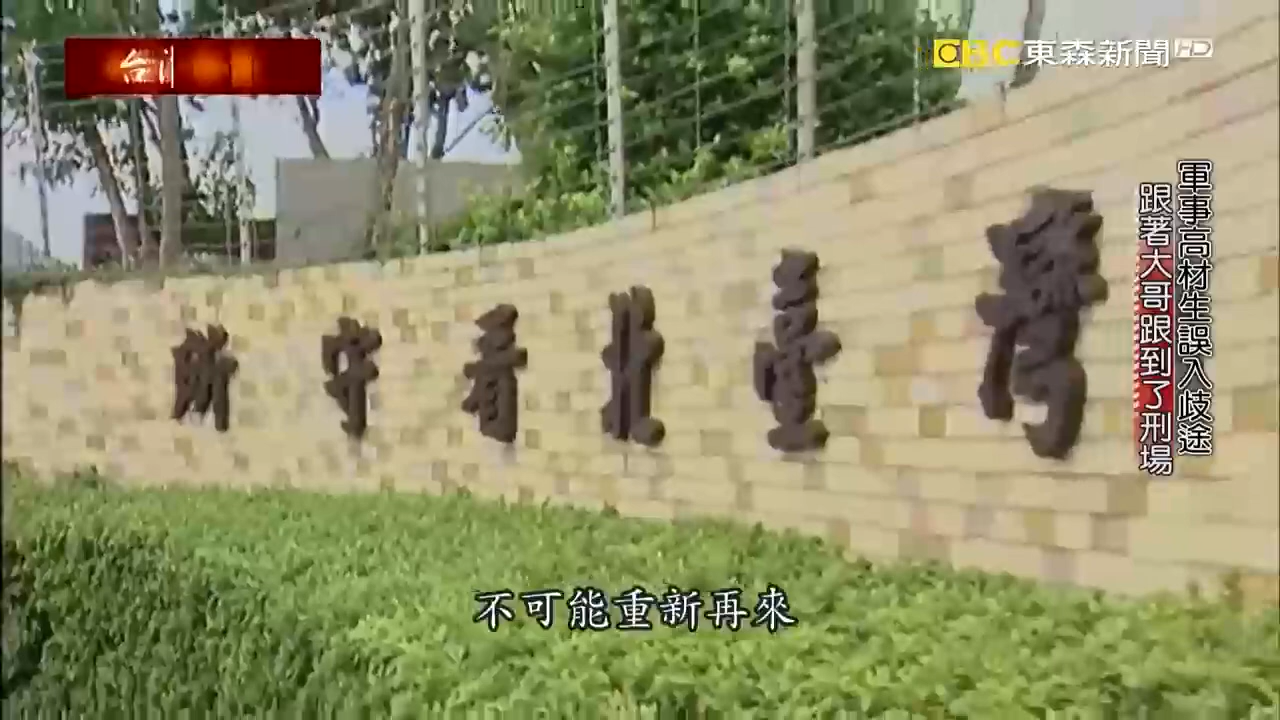 台
EBC東森新聞HD
軍事高材生誤入歧途
跟著大哥跟到了刑場
灣臺北看守所
不可能重新再來